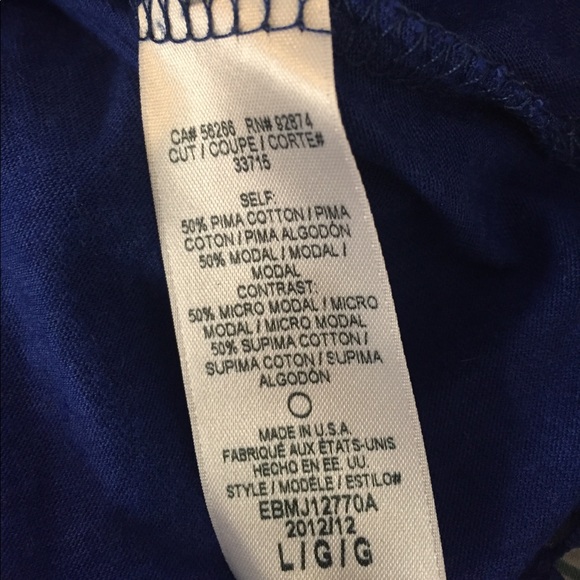 CA# 56266 RN# 92874
CUT / COUPE / CORTE#
33715
SELF:
50% PIMA COTTON / PIMA
COTON / PIMA ALGODÓN
50% MODAL / MODAL /
MODAL
CONTRAST:
50% MICRO MODAL / MICRO
MODAL / MICRO MODAL
50% SUPIMA COTTON /
SUPIMA COTON / SUPIMA
ALGODÓN
MADE IN U.S.A.
FABRIQUÉ AUX ÉTATS-UNIS
HECHO EN EE. UU.
STYLE / MODÈLE / ESTILO#
EBMJ12770A
2012/12
L / G / G